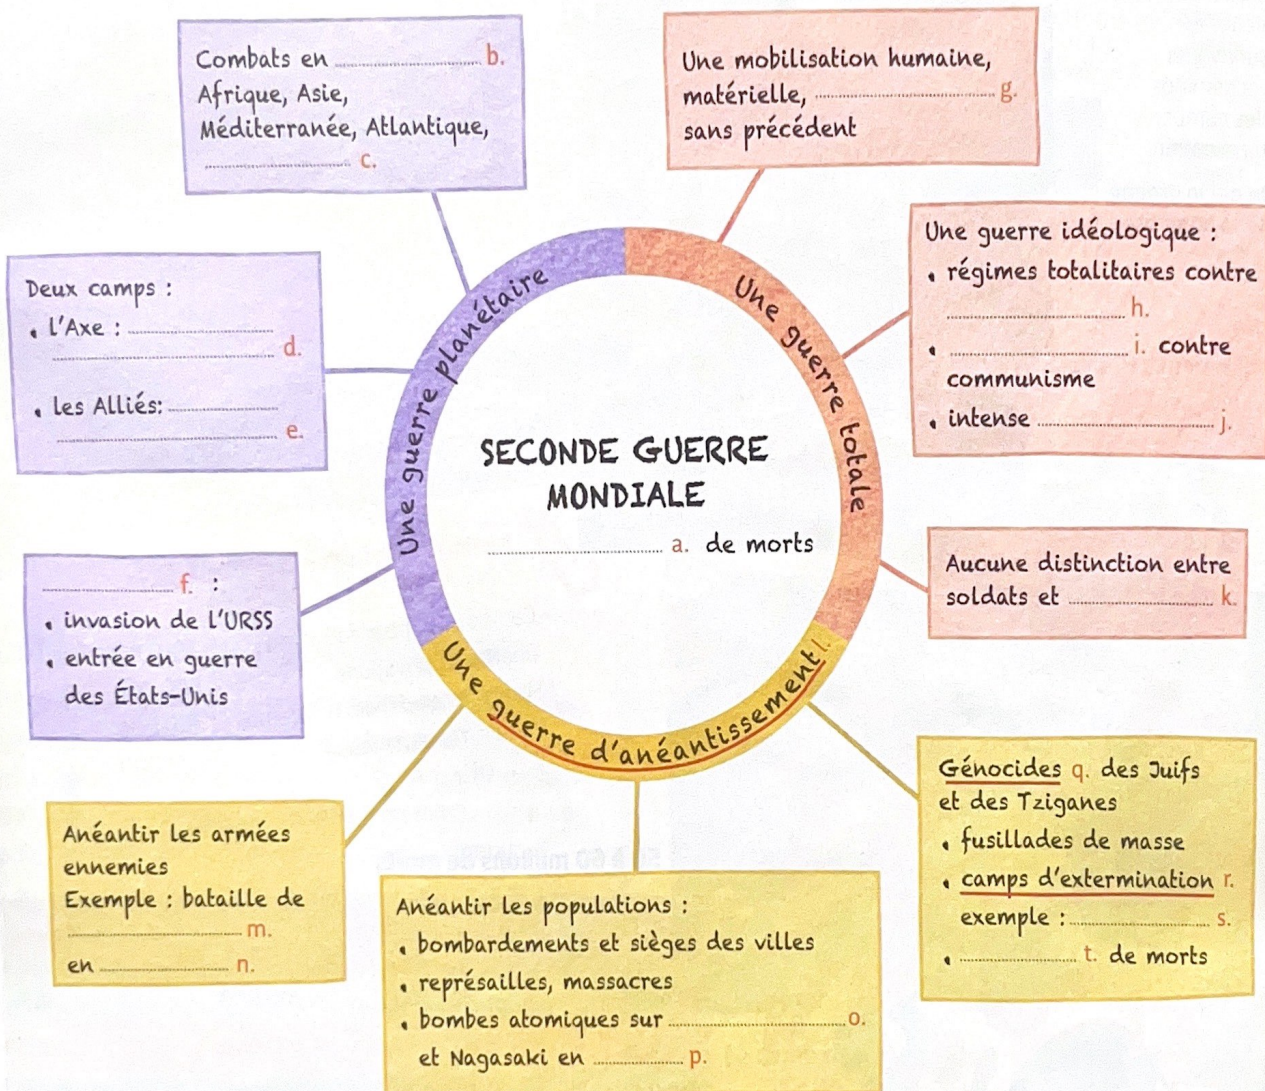 Combats en .......... b.
Afrique, Asie,
Méditerranée, Atlantique,
.......... c.
Une mobilisation humaine,
matérielle, .......... g.
sans précédent
Deux camps :
• l'Axe : ..........
.......... d.
• les Alliés: ..........
.......... e.
Une guerre idéologique :
• régimes totalitaires contre
.......... h.
• .......... i. contre
communisme
• intense .......... j.
Une guerre planétaire
Une guerre totale
SECONDE GUERRE
MONDIALE
.......... a. de morts
.......... f. :
• invasion de l'URSS
• entrée en guerre
des États-Unis
Aucune distinction entre
soldats et .......... k.
Une guerre d'anéantissement l.
Anéantir les armées
ennemies
Exemple : bataille de
.......... m.
en .......... n.
Anéantir les populations :
• bombardements et sièges des villes
• représailles, massacres
• bombes atomiques sur .......... o.
et Nagasaki en .......... p.
Génocides q. des Juifs
et des Tziganes
• fusillades de masse
• camps d'extermination r.
exemple : .......... s.
• .......... t. de morts